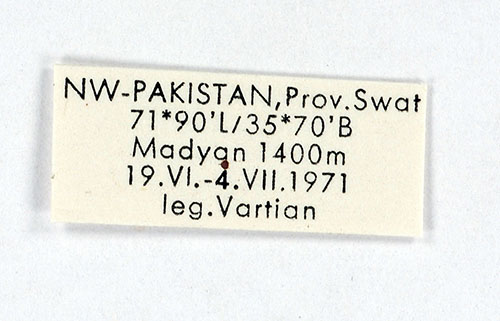 NW-PAKISTAN,Prov.Swat
71*90'L/35*70'B
Madyan 1400m
19.VI.-4.VII.1971
leg.Vartian